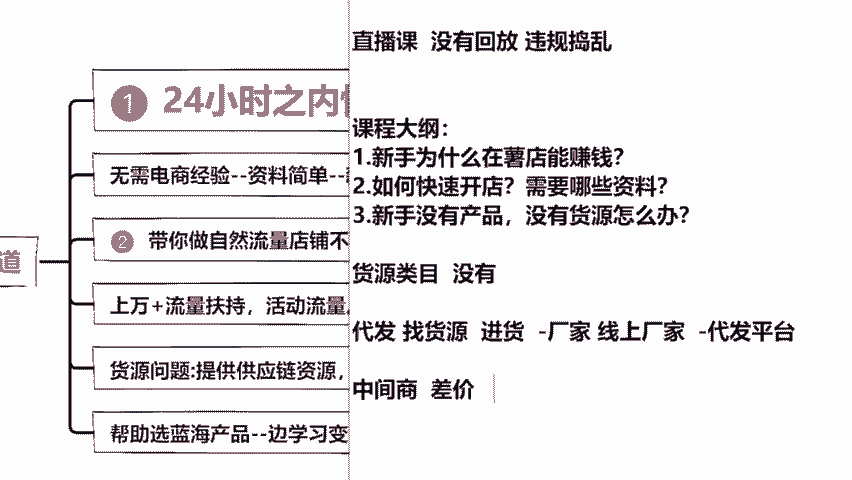 直播课 没有回放 违规捣乱
课程大纲：
1.新手为什么在薯店能赚钱？
2.如何快速开店？需要哪些资料？
3.新手没有产品，没有货源怎么办？
货源类目 没有
代发 找货源 进货 -厂家 线上厂家 -代发平台
中间商 差价
道
1 24小时之内
无需电商经验--资料简单--
2 带你做自然流量店铺不
上万+流量扶持，活动流量
货源问题:提供供应链资源，
帮助选蓝海产品--边学习变